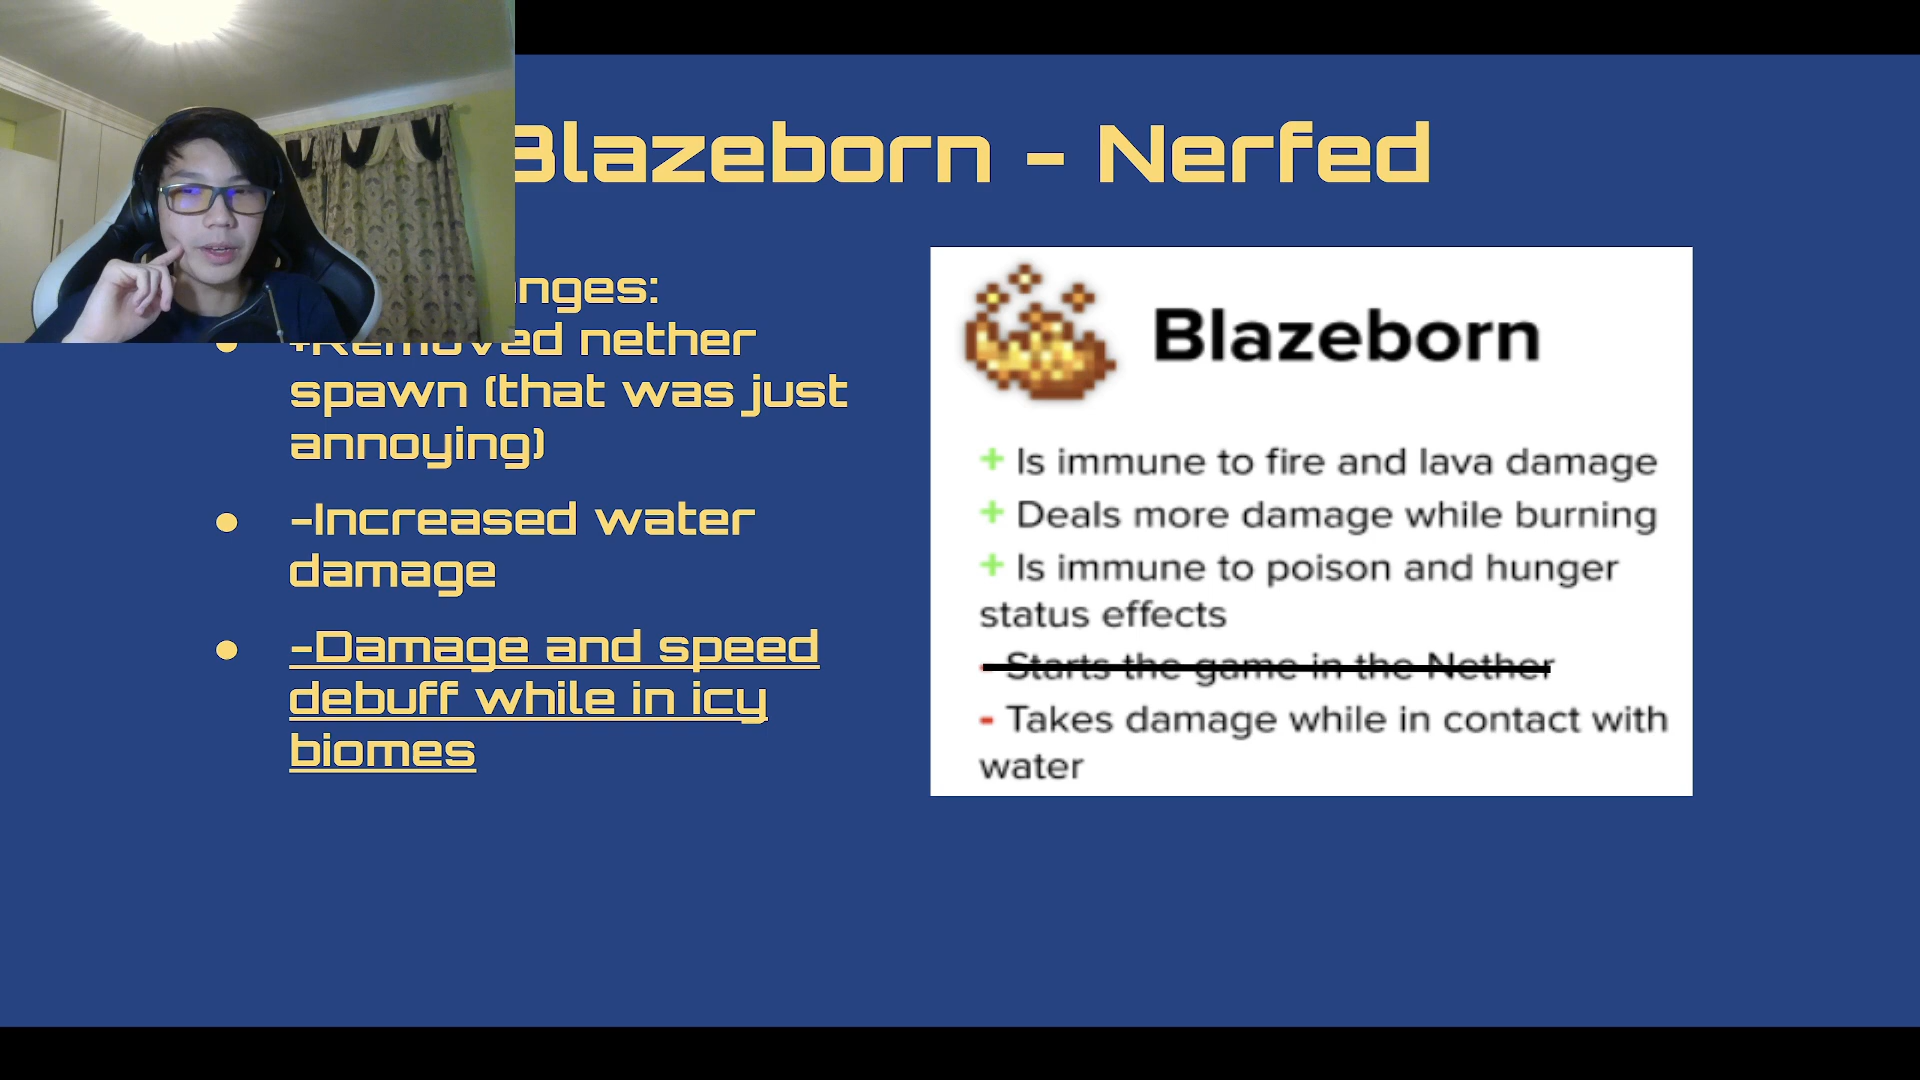 Blazeborn - Nerfed
anges:
+Removed nether
spawn (that was just
annoying)
-Increased water
damage
-Damage and speed
debuff while in icy
biomes
Blazeborn
+ Is immune to fire and lava damage
+ Deals more damage while burning
+ Is immune to poison and hunger
status effects
- Starts the game in the Nether
- Takes damage while in contact with
water